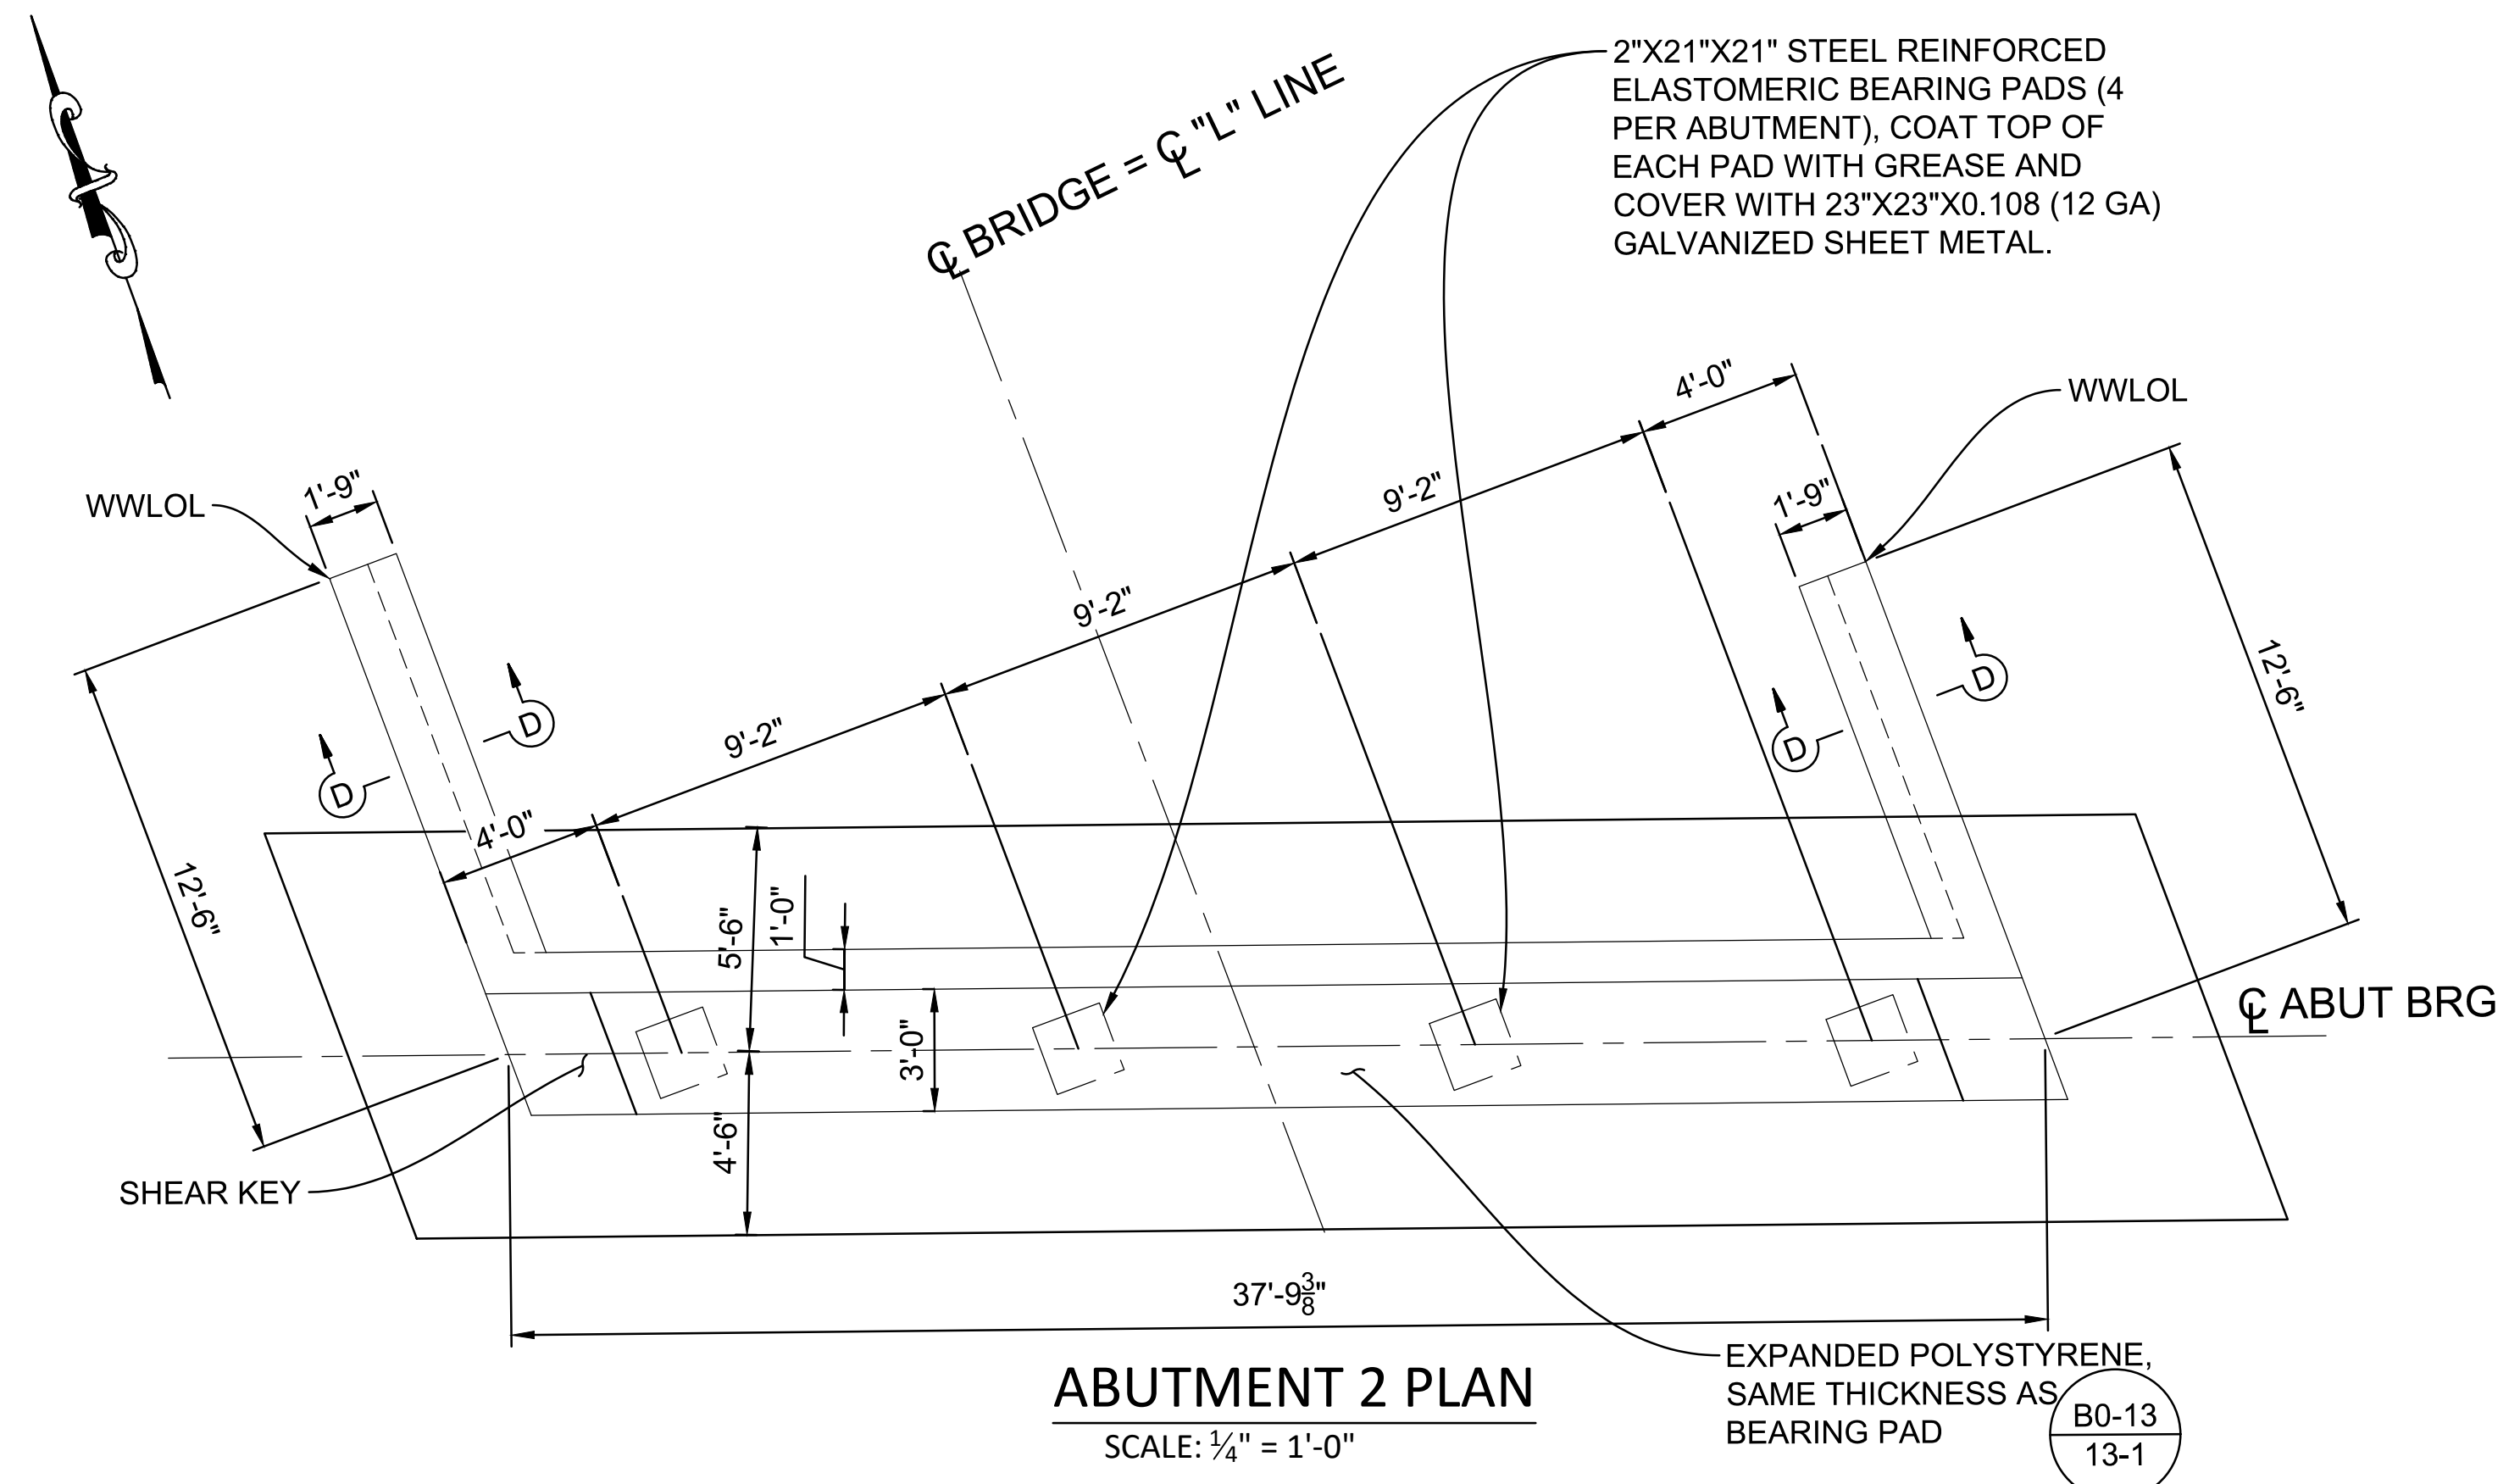 2"X21"X21" STEEL REINFORCED
ELASTOMERIC BEARING PADS (4
PER ABUTMENT), COAT TOP OF
EACH PAD WITH GREASE AND
COVER WITH 23"X23"X0.108 (12 GA)
GALVANIZED SHEET METAL.
℄ BRIDGE = ℄ "L" LINE
4'-0"
WWLOL
9'-2"
1'-9"
WWLOL
1'-9"
9'-2"
12'-6"
D
D
9'-2"
D
D
4'-0"
12'-6"
5'-6"
1'-0"
℄ ABUT BRG
3'-0"
4'-6"
SHEAR KEY
37'-9 3/8"
EXPANDED POLYSTYRENE,
SAME THICKNESS AS
BEARING PAD
B0-13
13-1
ABUTMENT 2 PLAN
SCALE: 1/4" = 1'-0"